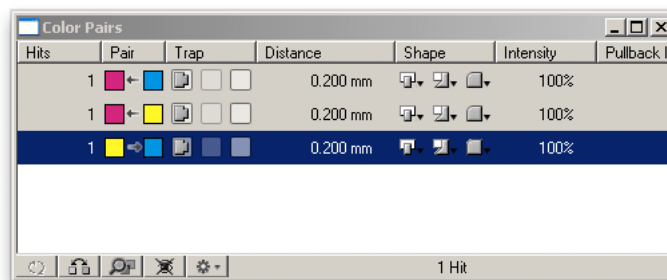 Color Pairs
Hits Pair Trap Distance Shape Intensity Pullback
1 0.200 mm 100%
1 0.200 mm 100%
1 0.200 mm 100%
1 Hit